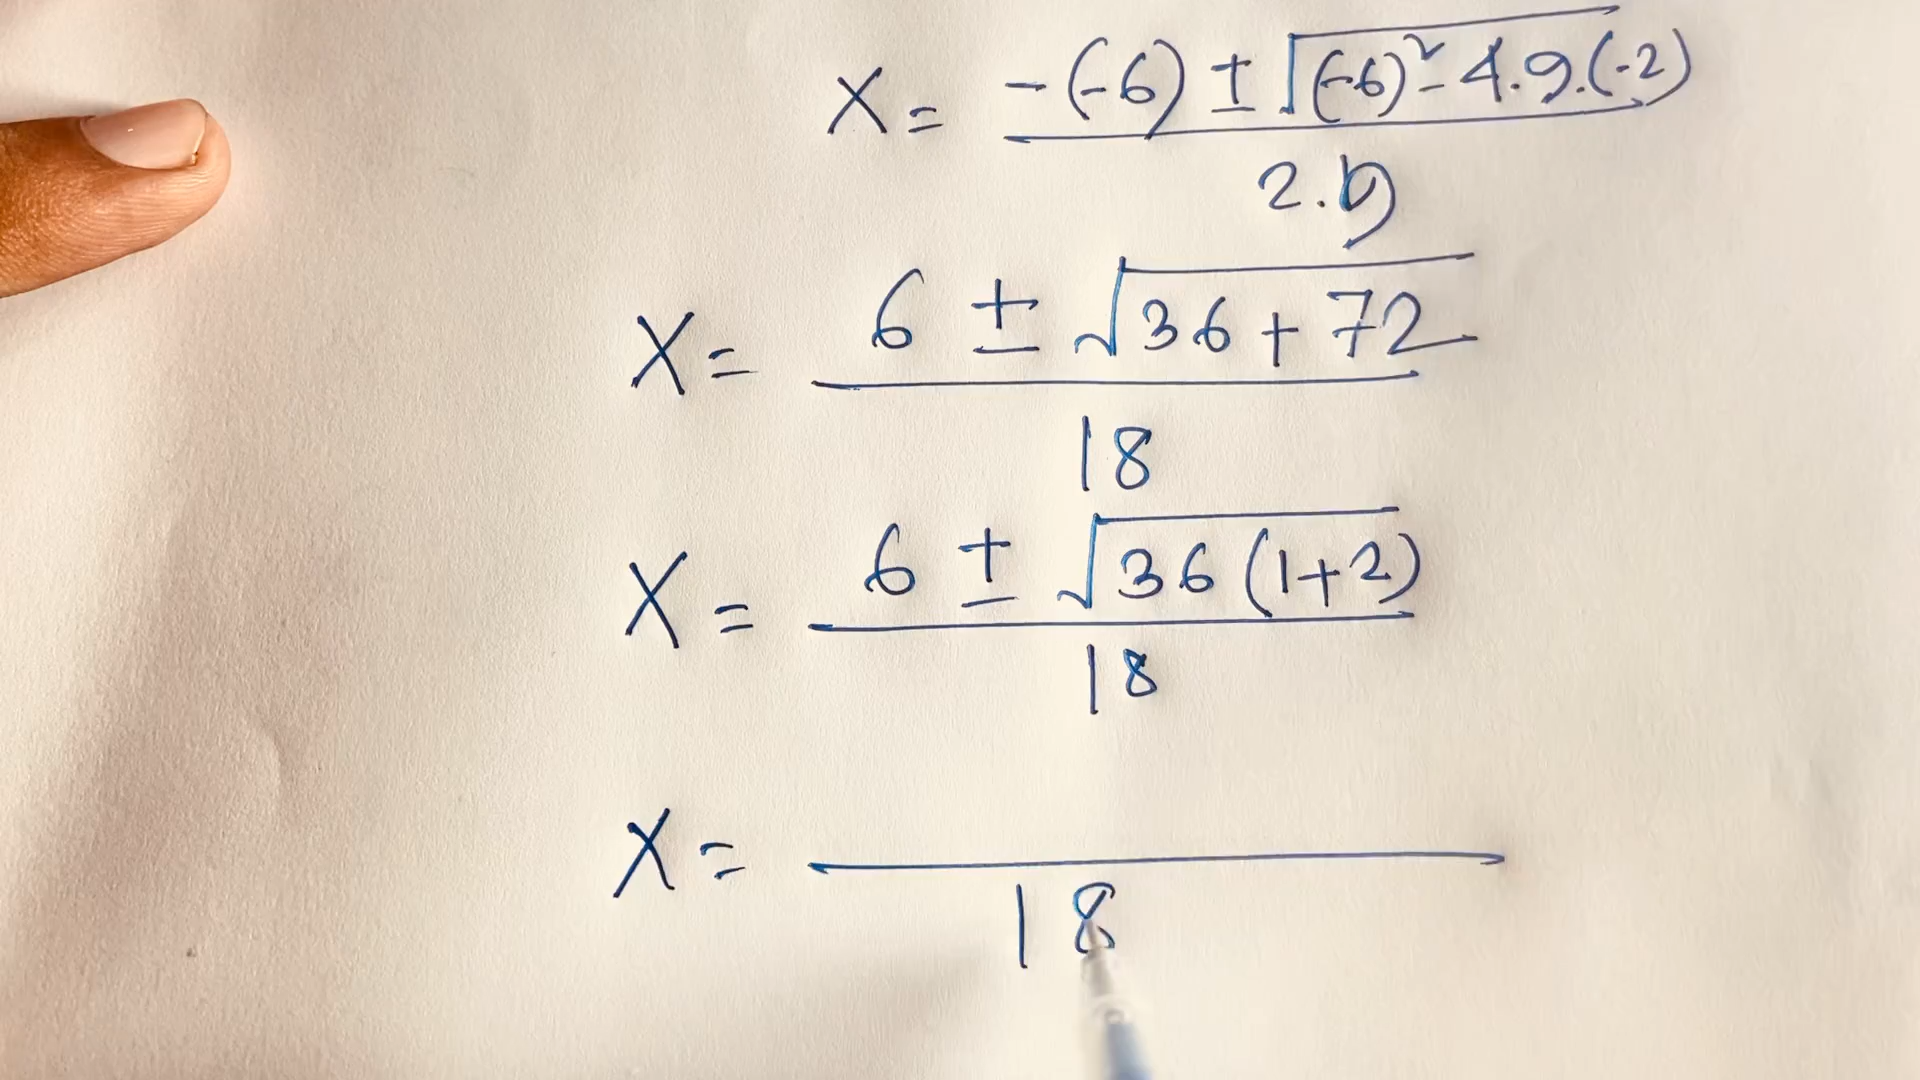 X = -(-6) ± √(-6)² - 4.9.(-2)
2.9
X = 6 ± √36 + 72
18
X = 6 ± √36(1+2)
18
X =
18